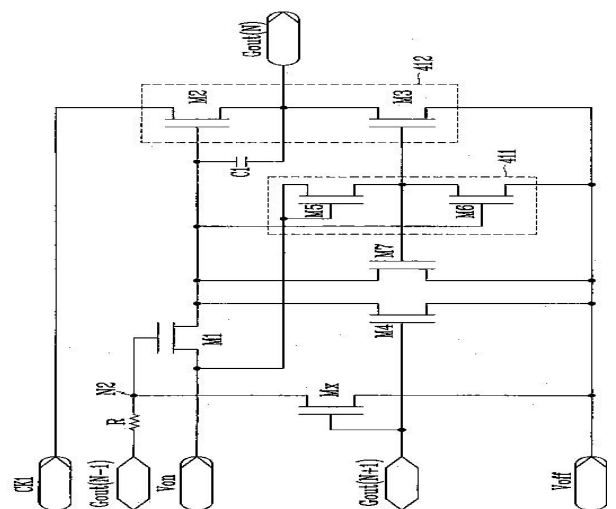 CK1
Gout(N-1)
Von
Gout(N+1)
Voff
R
N2
M1
Mx
M4
M7
C1
M5
M6
411
M2
M3
412
Gout(N)